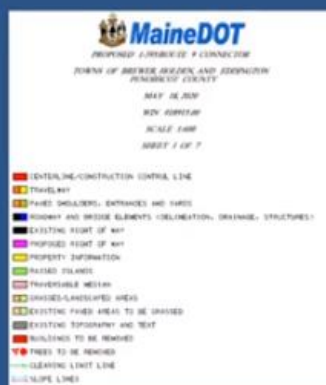 MaineDOT
PROPOSED I-395/ROUTE 9 CONNECTOR
TOWNS OF BREWER, HOLDEN, AND EDDINGTON
PENOBSCOT COUNTY
MAY 18, 2020
WIN
SCALE
SHEET 1 OF 7
CENTERLINE/CONSTRUCTION CONTROL LINE
TRAVELWAY
PAVED SHOULDERS, ENTRANCES AND YARDS
ROADWAY AND BRIDGE ELEMENTS (DELINEATION, DRAINAGE, STRUCTURES)
EXISTING RIGHT OF WAY
PROPOSED RIGHT OF WAY
PROPERTY INFORMATION
RAISED ISLANDS
TRAVERSABLE MEDIAN
GRASSED/LANDSCAPED AREAS
EXISTING PAVED AREAS TO BE GRASSED
EXISTING TOPOGRAPHY AND TEXT
BUILDINGS TO BE REMOVED
TREES TO BE REMOVED
CLEARING LIMIT LINE
SLOPE LINES